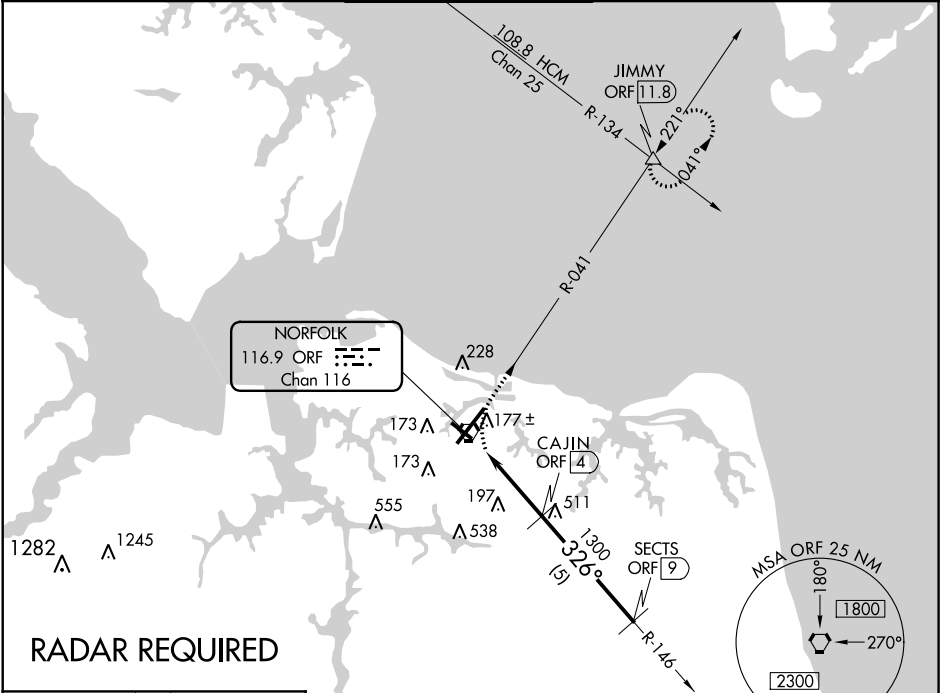 108.8 HCM
Chan 25
R-134
JIMMY
ORF 11.8
221°
041°
R-041
NORFOLK
116.9 ORF
Chan 116
228
177 ±
173
173
CAJIN
ORF 4
197
511
555
538
1282
1245
1300
326°
(5)
SECTS
ORF 9
R-146
MSA ORF 25 NM
180°
1800
270°
2300
RADAR REQUIRED